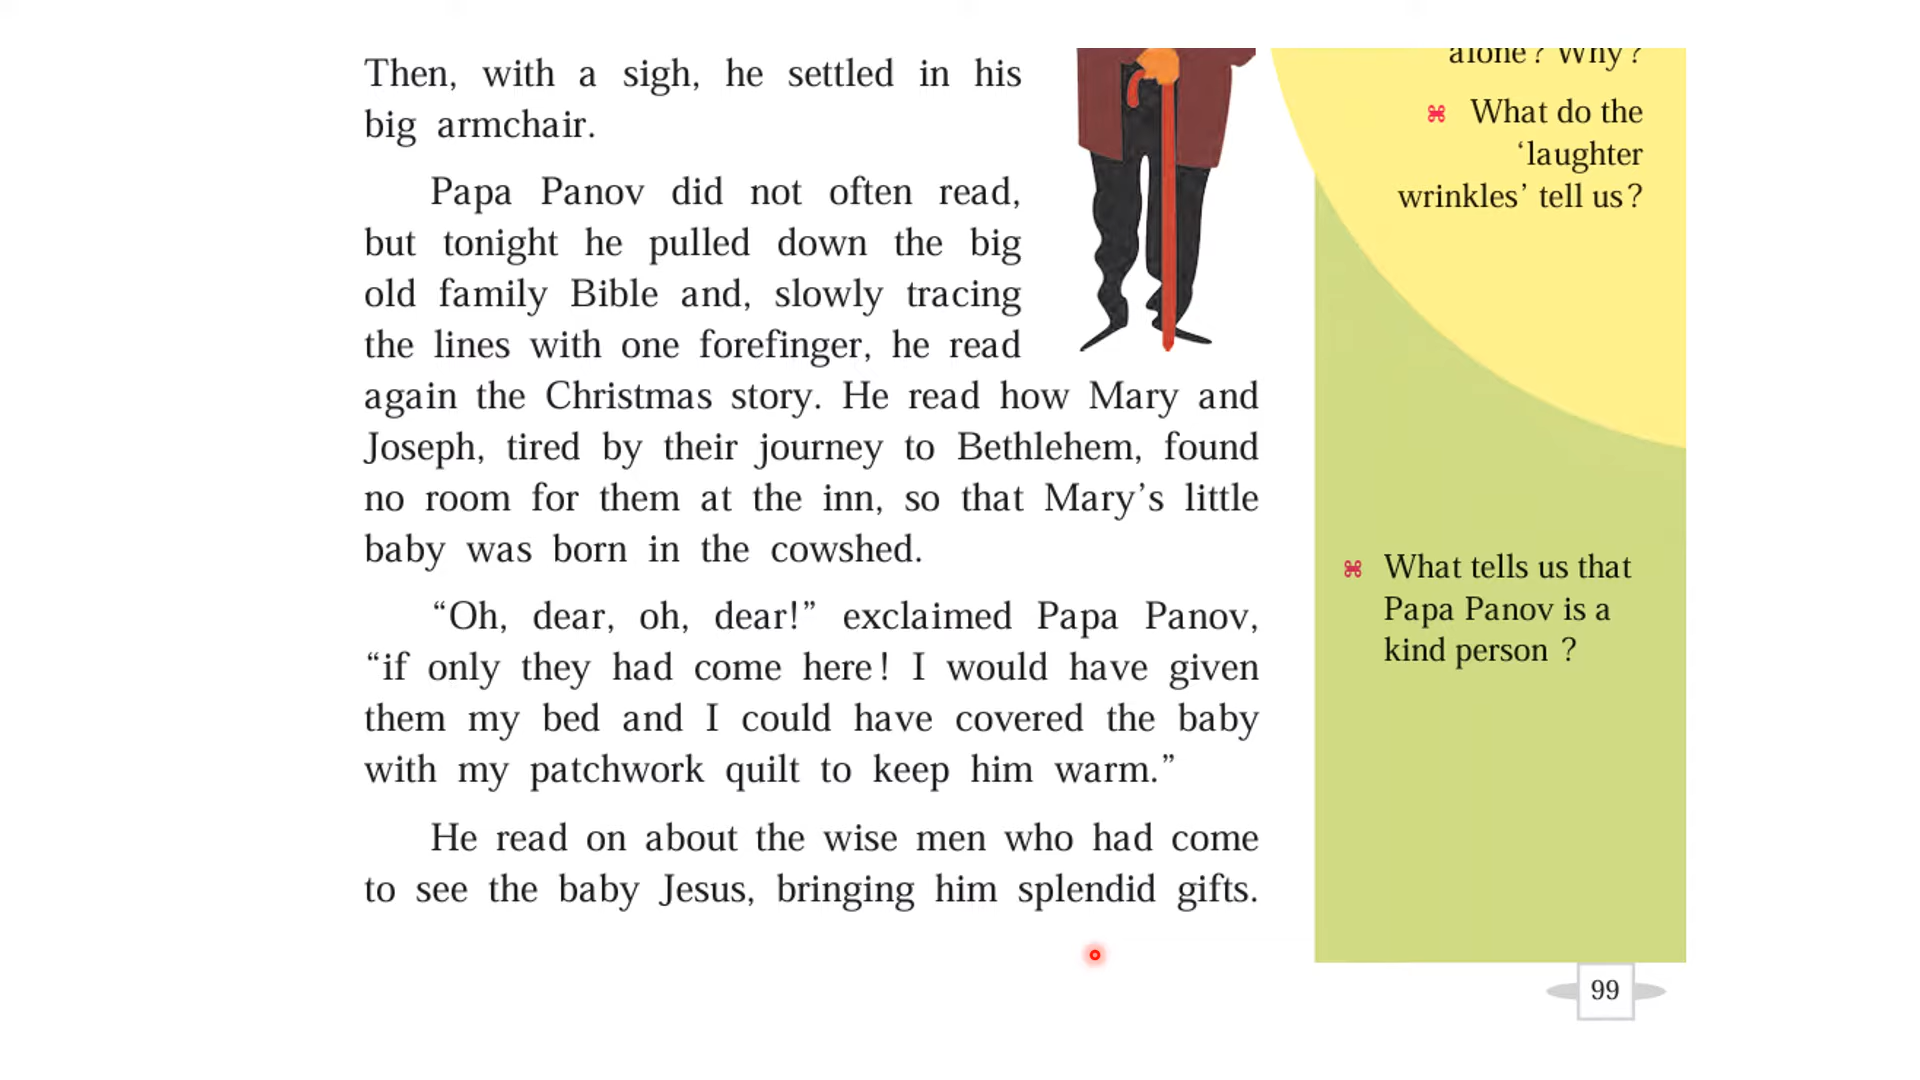 Then, with a sigh, he settled in his
big armchair.
Papa Panov did not often read,
but tonight he pulled down the big
old family Bible and, slowly tracing
the lines with one forefinger, he read
again the Christmas story. He read how Mary and
Joseph, tired by their journey to Bethlehem, found
no room for them at the inn, so that Mary’s little
baby was born in the cowshed.
“Oh, dear, oh, dear!” exclaimed Papa Panov,
“if only they had come here! I would have given
them my bed and I could have covered the baby
with my patchwork quilt to keep him warm.”
He read on about the wise men who had come
to see the baby Jesus, bringing him splendid gifts.
alone? Why?
⌘ What do the
‘laughter
wrinkles’ tell us?
⌘ What tells us that
Papa Panov is a
kind person ?
99